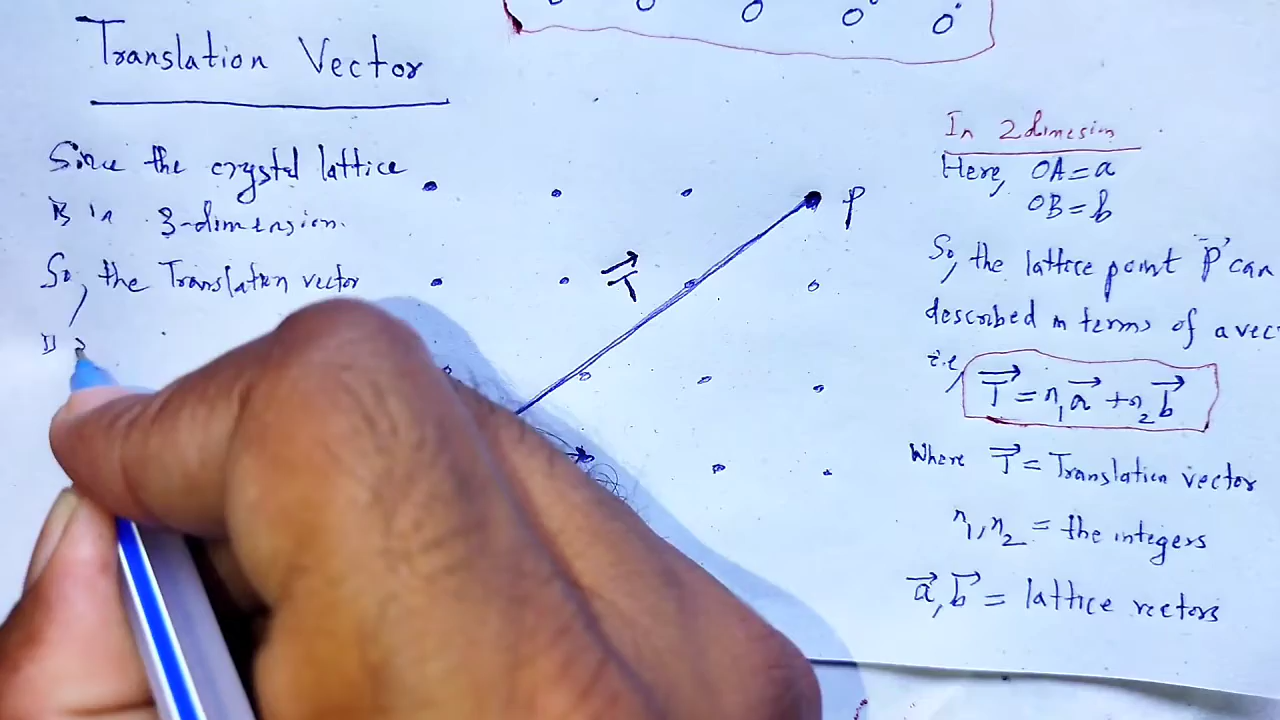 Translation Vector
Since the crystal lattice
is in 3-dimension.
So, the Translation vector
T
P
In 2 dimesion
Here, OA = a
OB = b
So, the lattice point 'P' can
described in terms of a vec
i.e, T = n₁a + n₂b
Where T = Translation vector
n₁, n₂ = the integers
a, b = lattice vectors